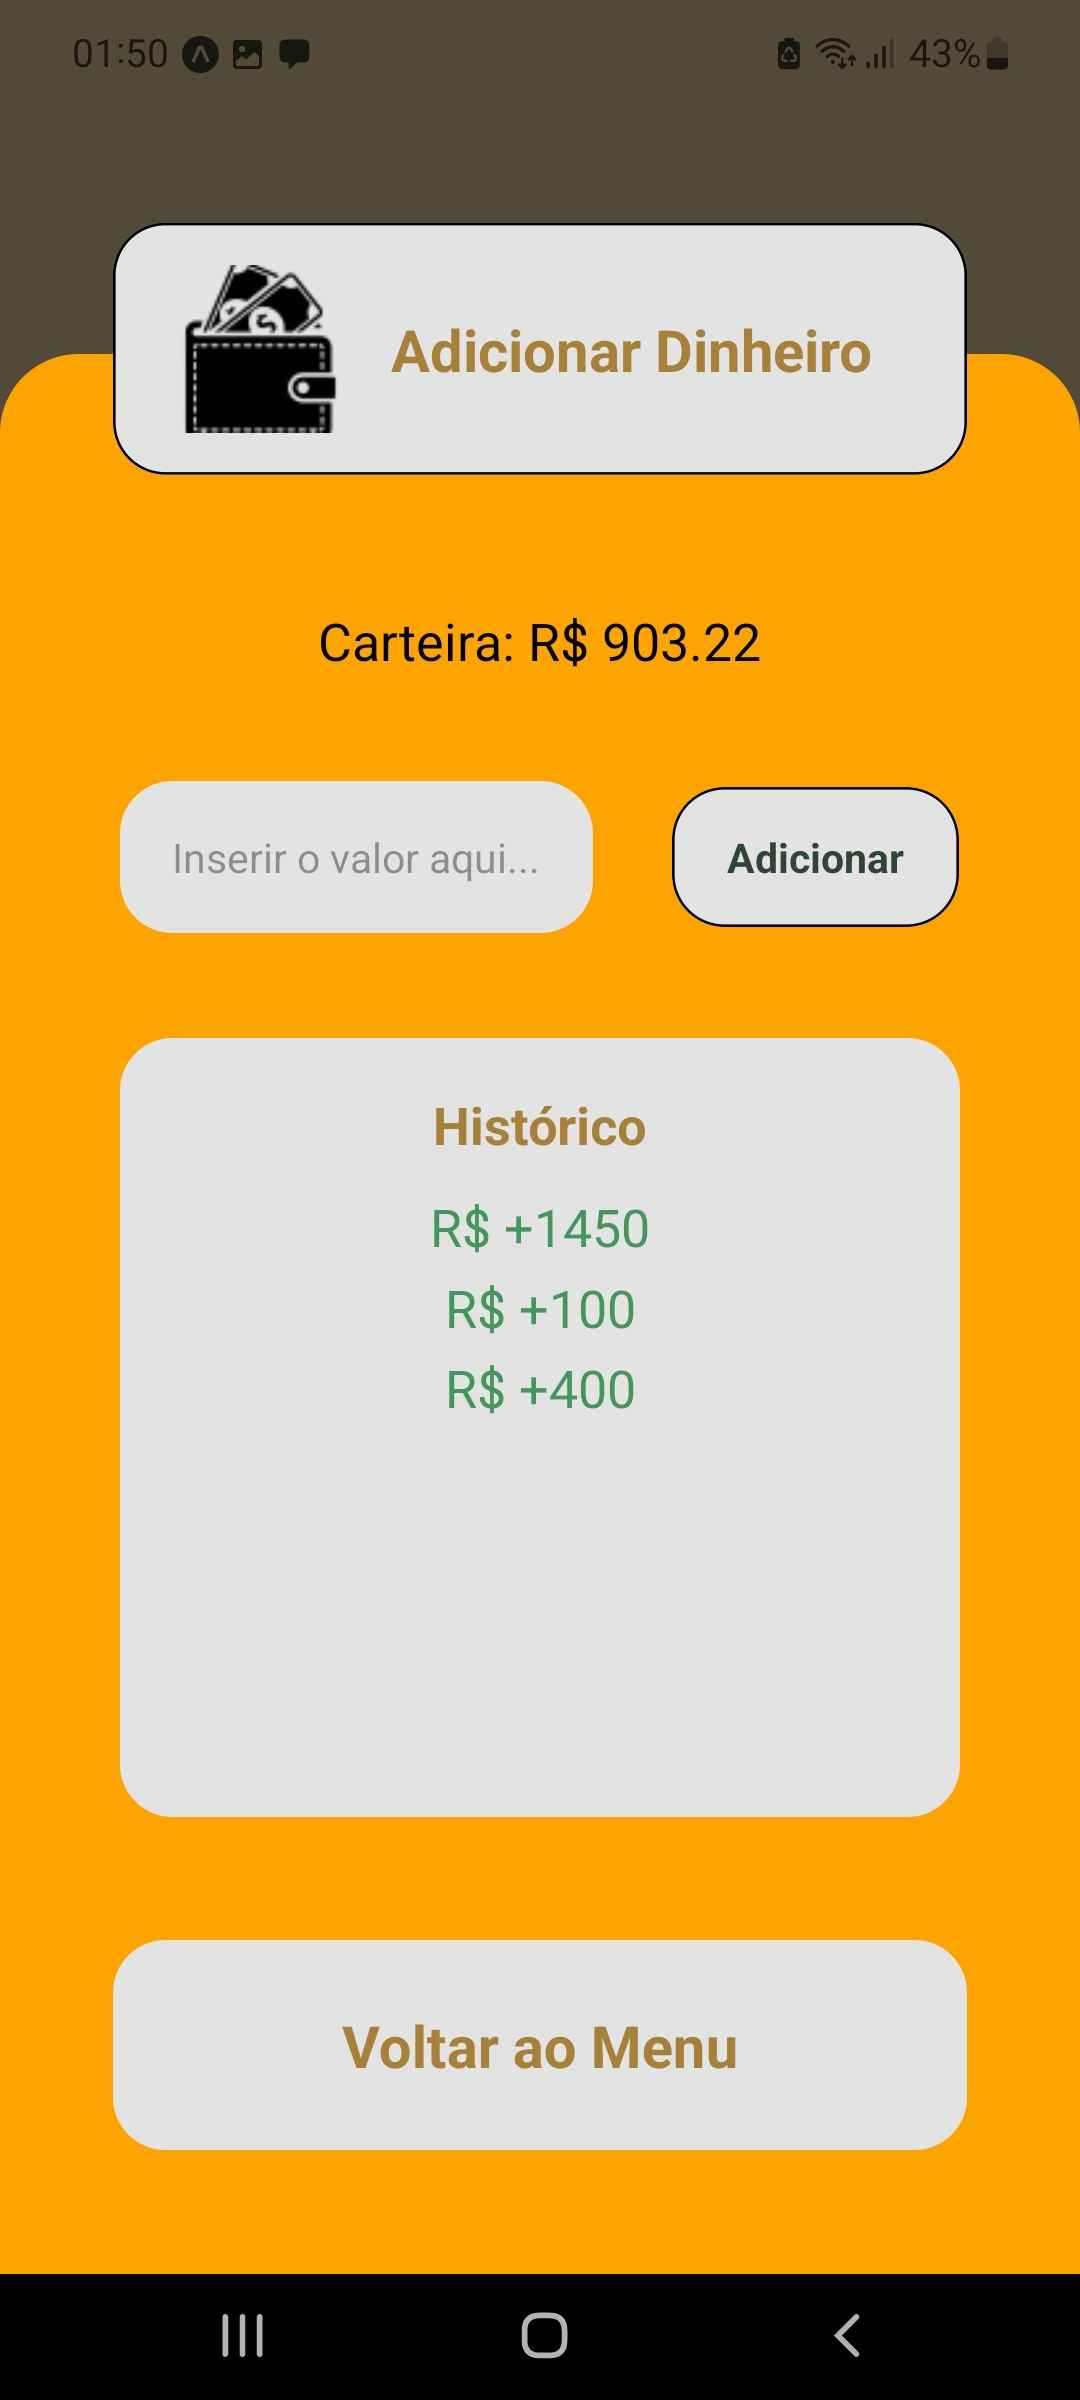 01:50 43%
Adicionar Dinheiro
Carteira: R$ 903.22
Inserir o valor aqui... Adicionar
Histórico
R$ +1450
R$ +100
R$ +400
Voltar ao Menu